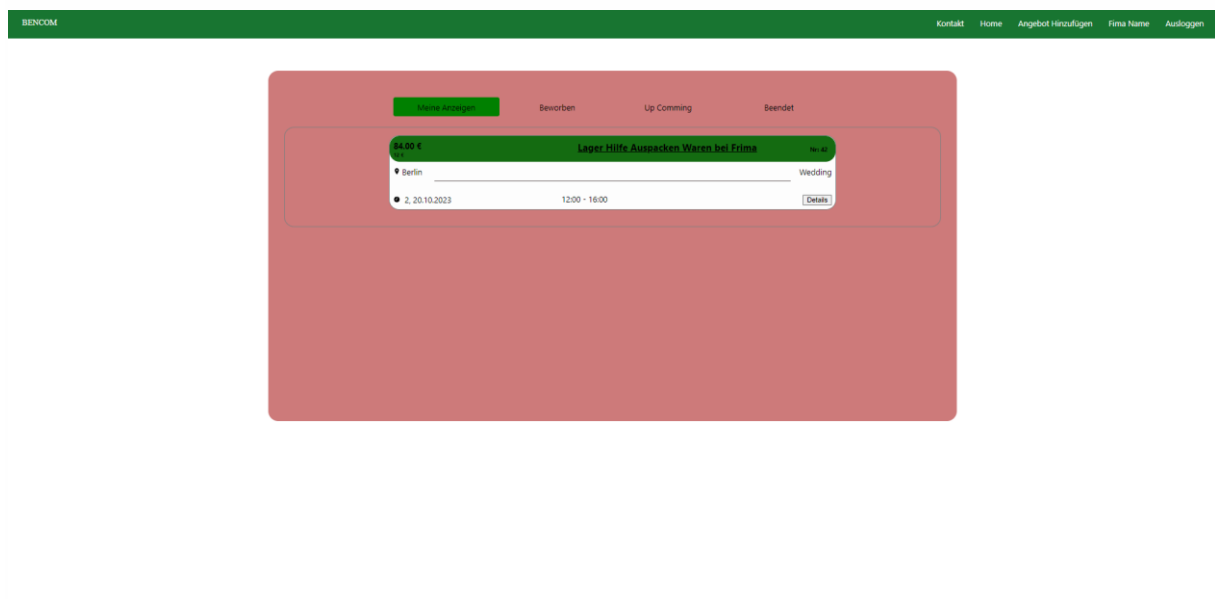 BENCOM Kontakt Home Angebot Hinzufügen Fima Name Ausloggen
Meine Anzeigen Beworben Up Comming Beendet
84,00 € Lager Hilfe Auspacken Waren bei Frima Nr: 42
Berlin Wedding
2, 20.10.2023 12:00 - 16:00 Details